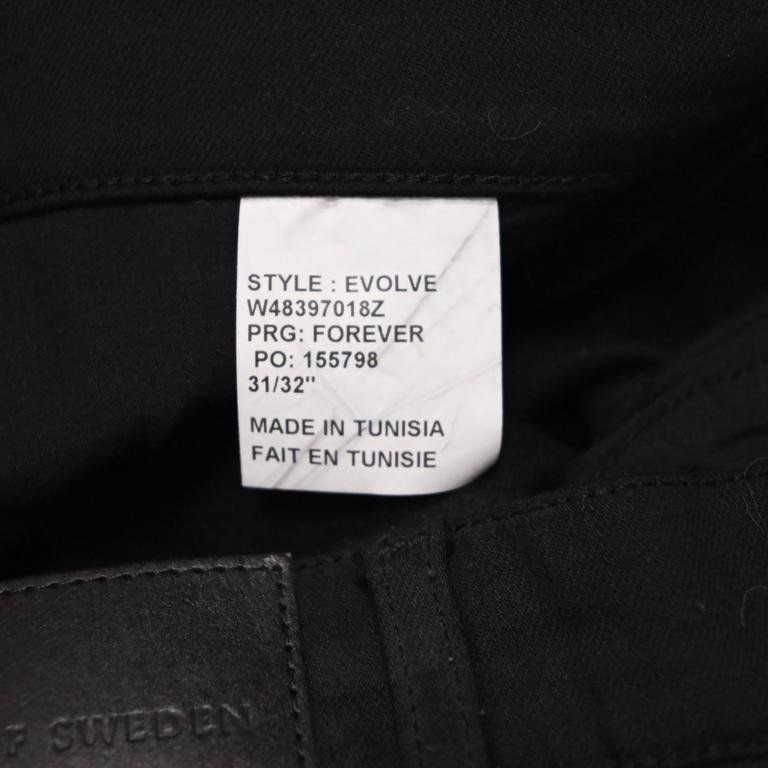 STYLE : EVOLVE
W48397018Z
PRG: FOREVER
PO: 155798
31/32"
MADE IN TUNISIA
FAIT EN TUNISIE
F SWEDEN